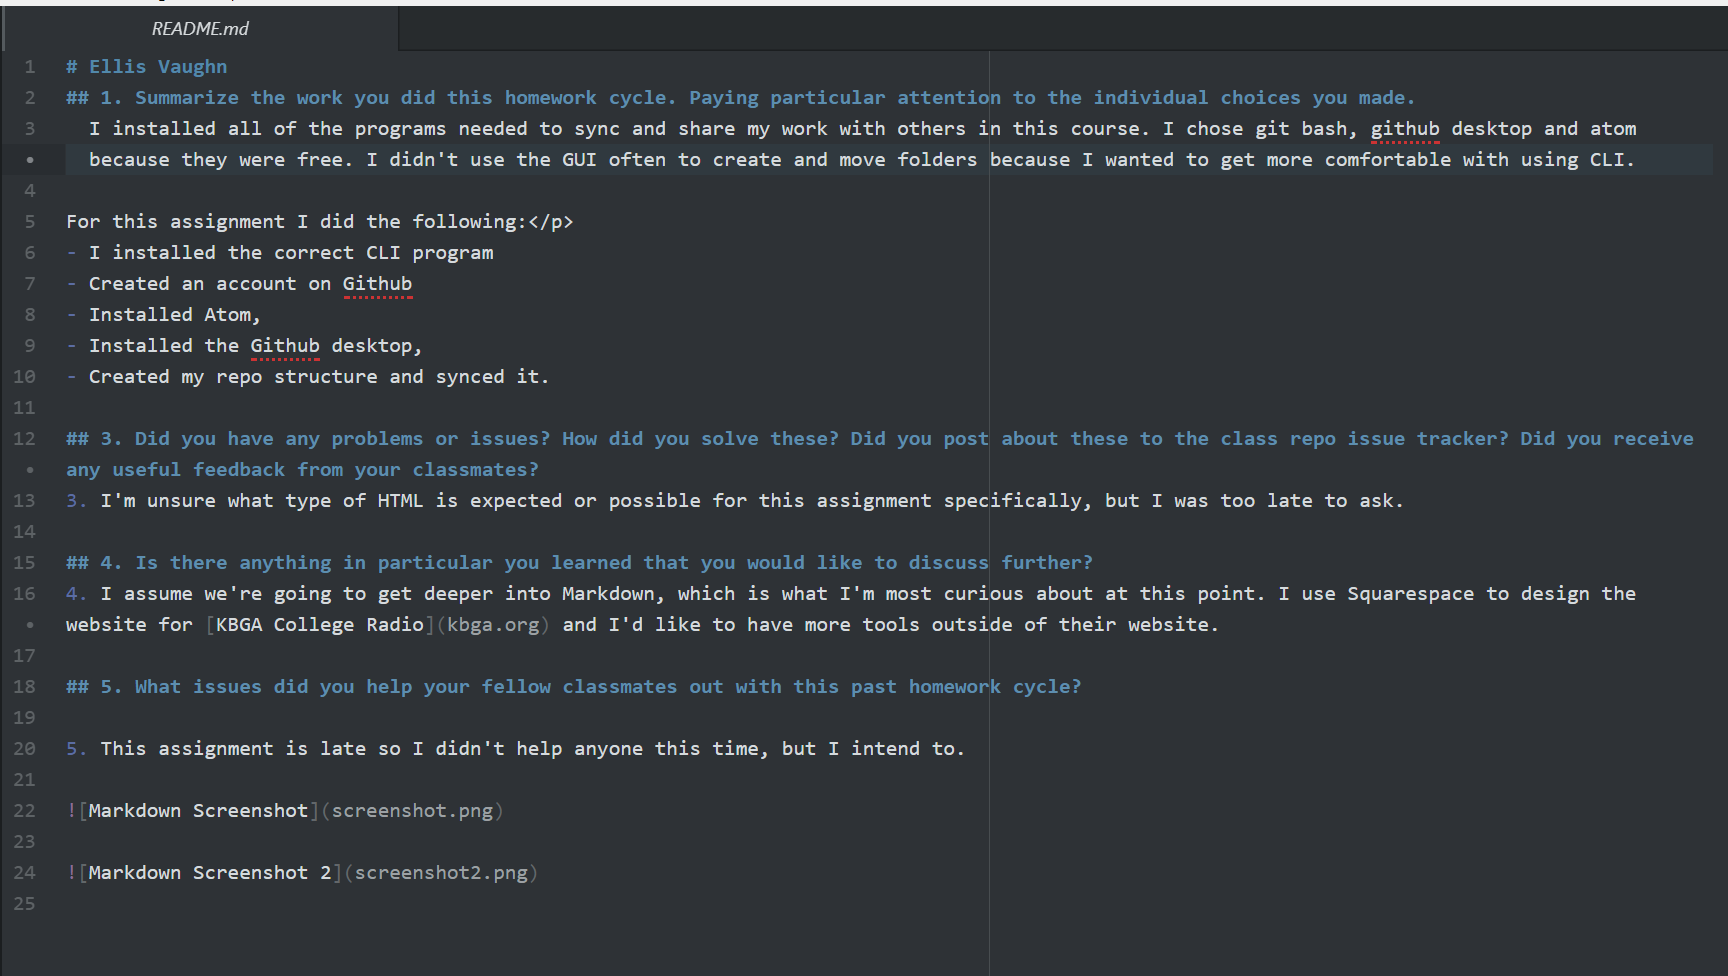 README.md
1 # Ellis Vaughn
2 ## 1. Summarize the work you did this homework cycle. Paying particular attention to the individual choices you made.
3 I installed all of the programs needed to sync and share my work with others in this course. I chose git bash, github desktop and atom
• because they were free. I didn't use the GUI often to create and move folders because I wanted to get more comfortable with using CLI.
4
5 For this assignment I did the following:</p>
6 - I installed the correct CLI program
7 - Created an account on Github
8 - Installed Atom,
9 - Installed the Github desktop,
10 - Created my repo structure and synced it.
11
12 ## 3. Did you have any problems or issues? How did you solve these? Did you post about these to the class repo issue tracker? Did you receive
• any useful feedback from your classmates?
13 3. I'm unsure what type of HTML is expected or possible for this assignment specifically, but I was too late to ask.
14
15 ## 4. Is there anything in particular you learned that you would like to discuss further?
16 4. I assume we're going to get deeper into Markdown, which is what I'm most curious about at this point. I use Squarespace to design the
• website for [KBGA College Radio](kbga.org) and I'd like to have more tools outside of their website.
17
18 ## 5. What issues did you help your fellow classmates out with this past homework cycle?
19
20 5. This assignment is late so I didn't help anyone this time, but I intend to.
21
22 ![Markdown Screenshot](screenshot.png)
23
24 ![Markdown Screenshot 2](screenshot2.png)
25